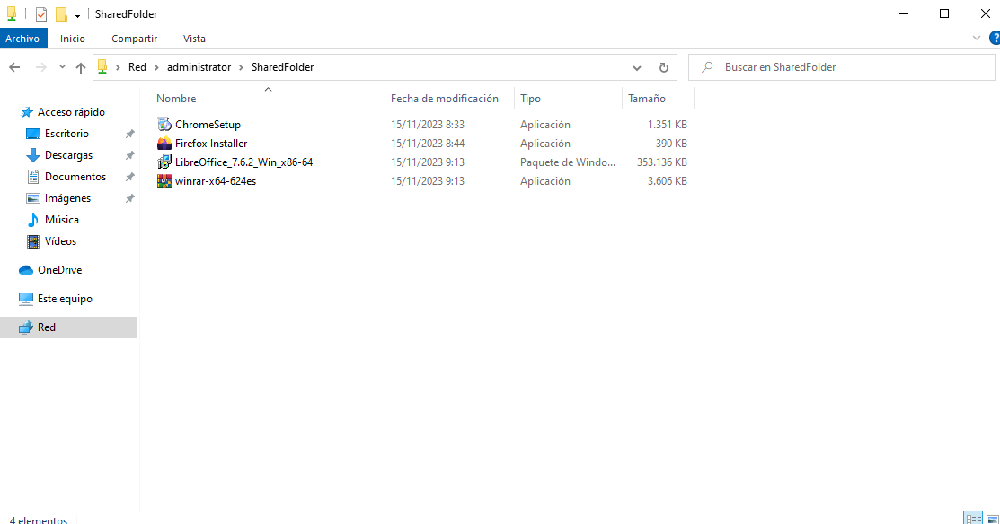 SharedFolder
Archivo Inicio Compartir Vista
Red administrator SharedFolder Buscar en SharedFolder
Nombre Fecha de modificación Tipo Tamaño
ChromeSetup 15/11/2023 8:33 Aplicación 1.351 KB
Firefox Installer 15/11/2023 8:44 Aplicación 390 KB
LibreOffice_7.6.2_Win_x86-64 15/11/2023 9:13 Paquete de Windo... 353.136 KB
winrar-x64-624es 15/11/2023 9:13 Aplicación 3.606 KB
Acceso rápido
Escritorio
Descargas
Documentos
Imágenes
Música
Vídeos
OneDrive
Este equipo
Red
4 elementos